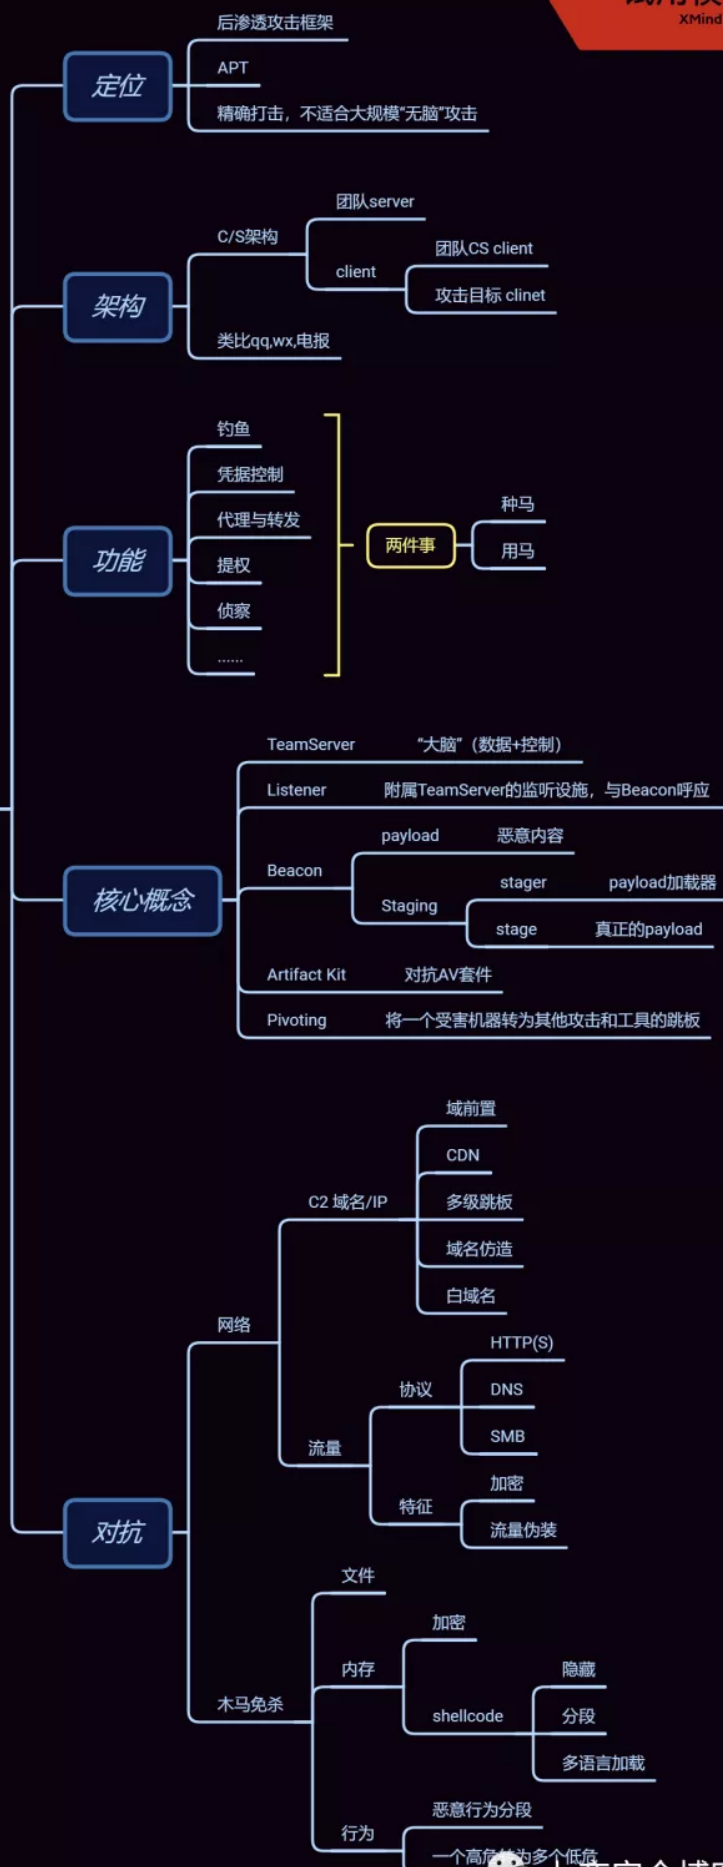 XMind
定位
后渗透攻击框架
APT
精确打击，不适合大规模“无脑”攻击
架构
C/S架构
团队server
client
团队CS client
攻击目标 clinet
类比qq,wx,电报
功能
钓鱼
凭据控制
代理与转发
提权
侦察
......
两件事
种马
用马
核心概念
TeamServer “大脑”（数据+控制）
Listener 附属TeamServer的监听设施，与Beacon呼应
Beacon
payload 恶意内容
Staging
stager payload加载器
stage 真正的payload
Artifact Kit 对抗AV套件
Pivoting 将一个受害机器转为其他攻击和工具的跳板
对抗
网络
C2 域名/IP
域前置
CDN
多级跳板
域名仿造
白域名
流量
协议
HTTP(S)
DNS
SMB
特征
加密
流量伪装
木马免杀
文件
内存
加密
shellcode
隐藏
分段
多语言加载
行为
恶意行为分段
一个高危转为多个低危